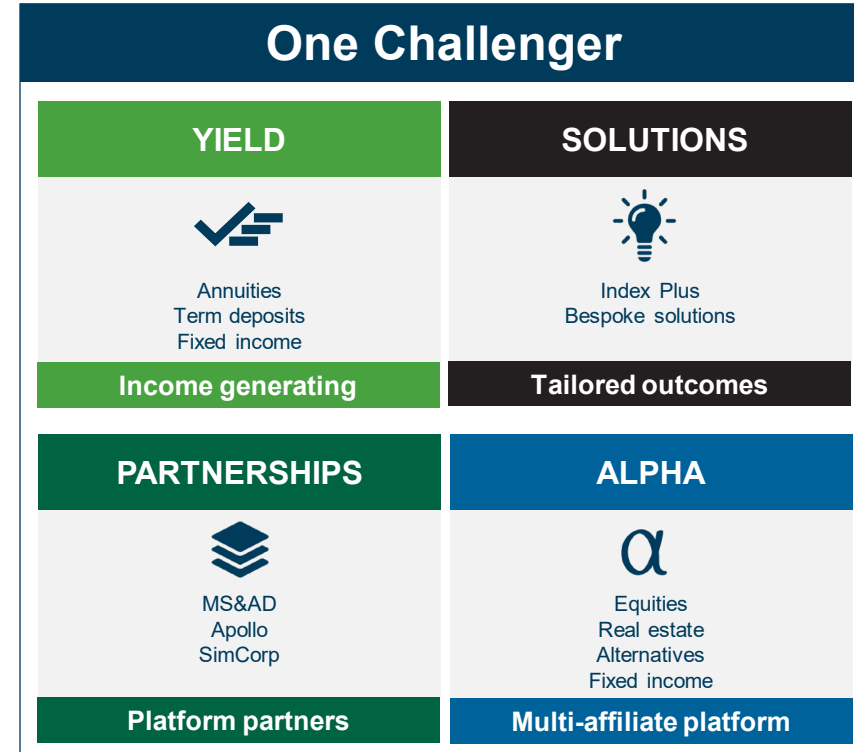 One Challenger
YIELD
Annuities
Term deposits
Fixed income
Income generating
SOLUTIONS
Index Plus
Bespoke solutions
Tailored outcomes
PARTNERSHIPS
MS&AD
Apollo
SimCorp
Platform partners
ALPHA
α
Equities
Real estate
Alternatives
Fixed income
Multi-affiliate platform